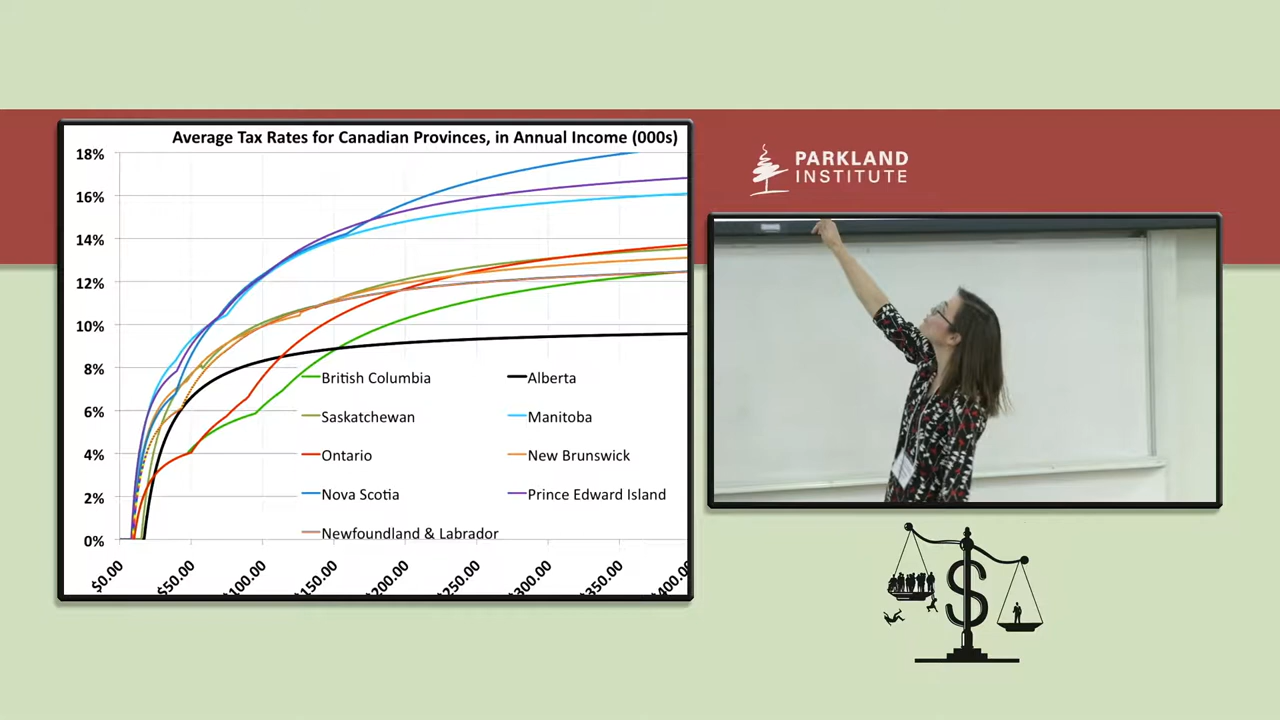 Average Tax Rates for Canadian Provinces, in Annual Income (000s)
18%
16%
14%
12%
10%
8%
6%
4%
2%
0%
British Columbia
Alberta
Saskatchewan
Manitoba
Ontario
New Brunswick
Nova Scotia
Prince Edward Island
Newfoundland & Labrador
$0.00
$50.00
$100.00
$150.00
$200.00
$250.00
$300.00
$350.00
$400.00
PARKLAND
INSTITUTE
$